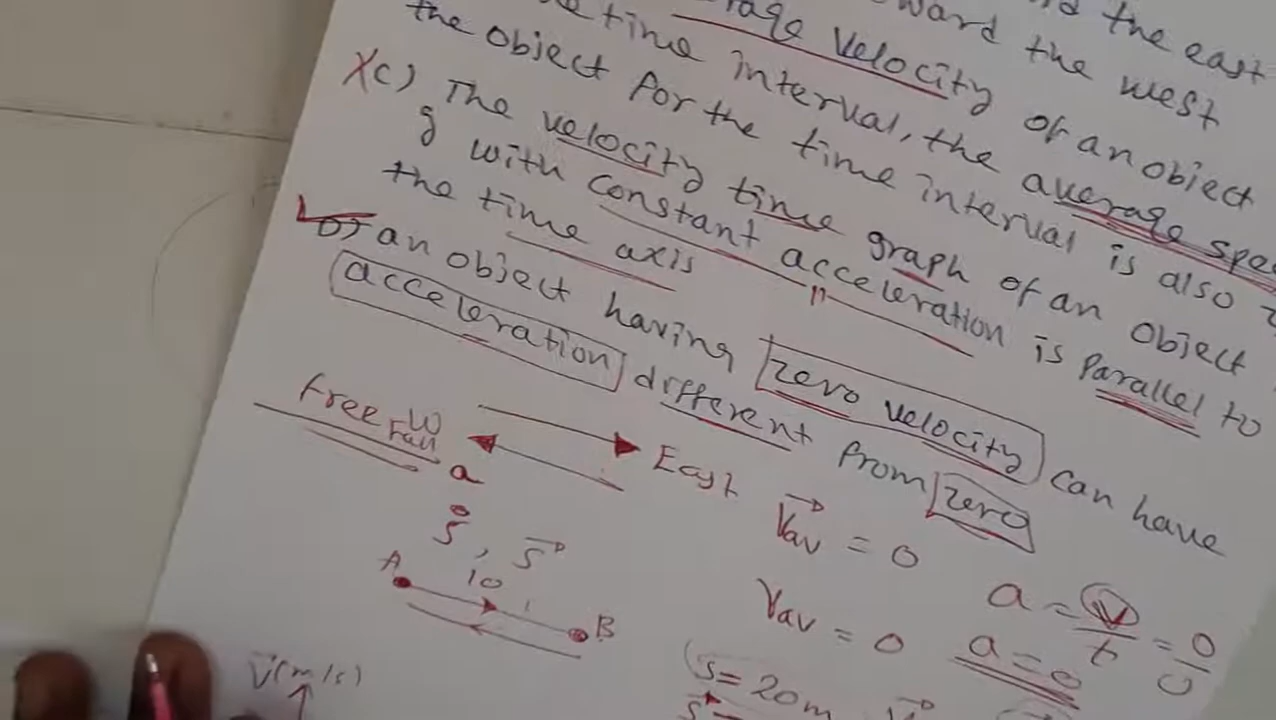 the east
ward the west
rage velocity of an object
time interval, the average spe
the object for the time interval is also
X c) The velocity time graph of an object
g with constant acceleration is parallel to
the time axis
D) an object having zero velocity can have
acceleration different from zero
Free Fall
W
East
a
s, s
A 10 B
Vav = 0
Vav = 0
a = v/t = 0/0
a = 0
s = 20m
V(m/s)
s